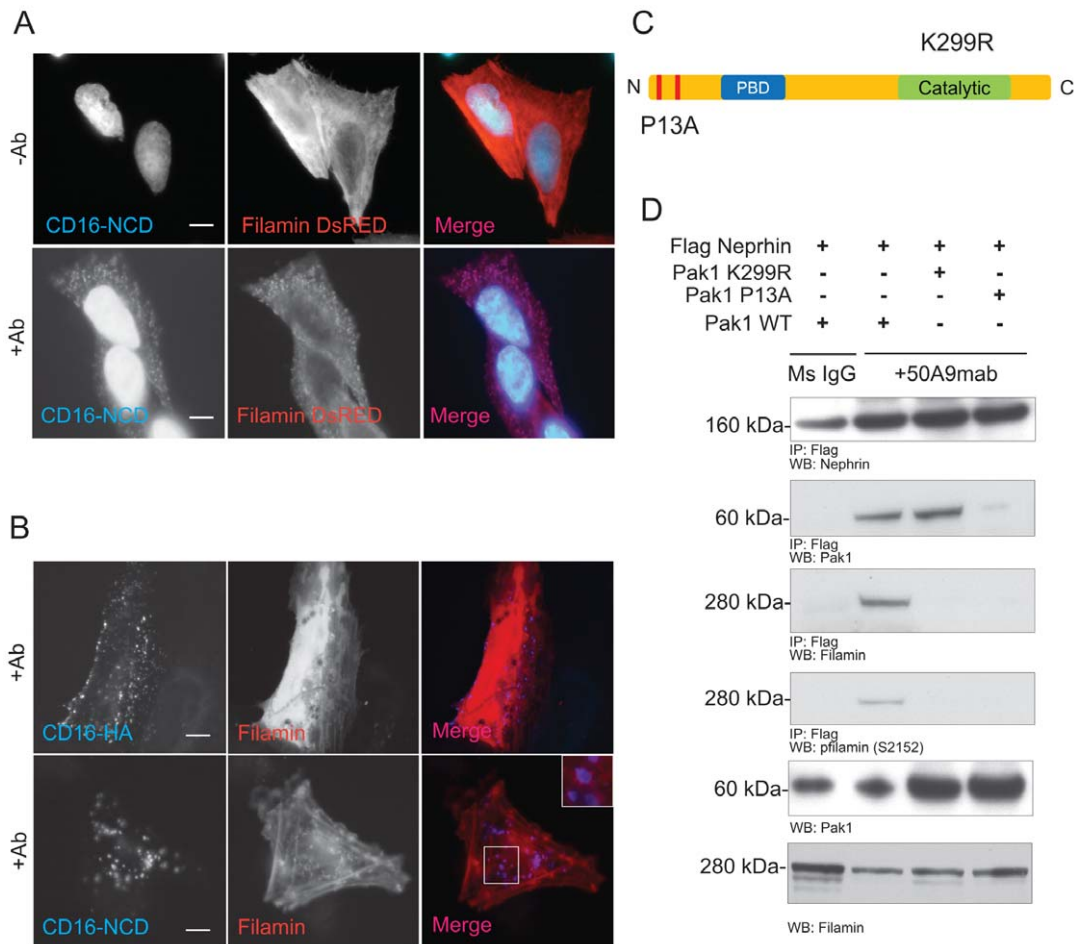 A
-Ab
CD16-NCD
Filamin DsRED
Merge
+Ab
CD16-NCD
Filamin DsRED
Merge
B
+Ab
CD16-HA
Filamin
Merge
+Ab
CD16-NCD
Filamin
Merge
C
K299R
N
PBD
Catalytic
C
P13A
D
Flag Neprhin + + + +
Pak1 K299R - - + -
Pak1 P13A - - - +
Pak1 WT + + - -
Ms IgG +50A9mab
160 kDa-
IP: Flag
WB: Nephrin
60 kDa-
IP: Flag
WB: Pak1
280 kDa-
IP: Flag
WB: Filamin
280 kDa-
IP: Flag
WB: pfilamin (S2152)
60 kDa-
WB: Pak1
280 kDa-
WB: Filamin